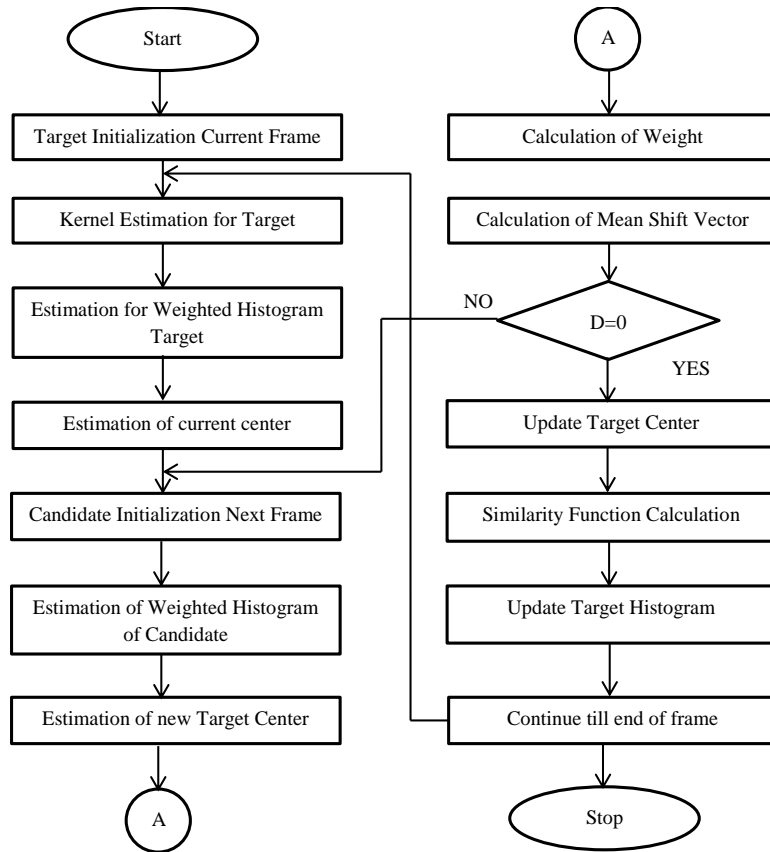 Start
Target Initialization Current Frame
Kernel Estimation for Target
Estimation for Weighted Histogram
Target
Estimation of current center
Candidate Initialization Next Frame
Estimation of Weighted Histogram
of Candidate
Estimation of new Target Center
A
A
Calculation of Weight
Calculation of Mean Shift Vector
NO
D=0
YES
Update Target Center
Similarity Function Calculation
Update Target Histogram
Continue till end of frame
Stop